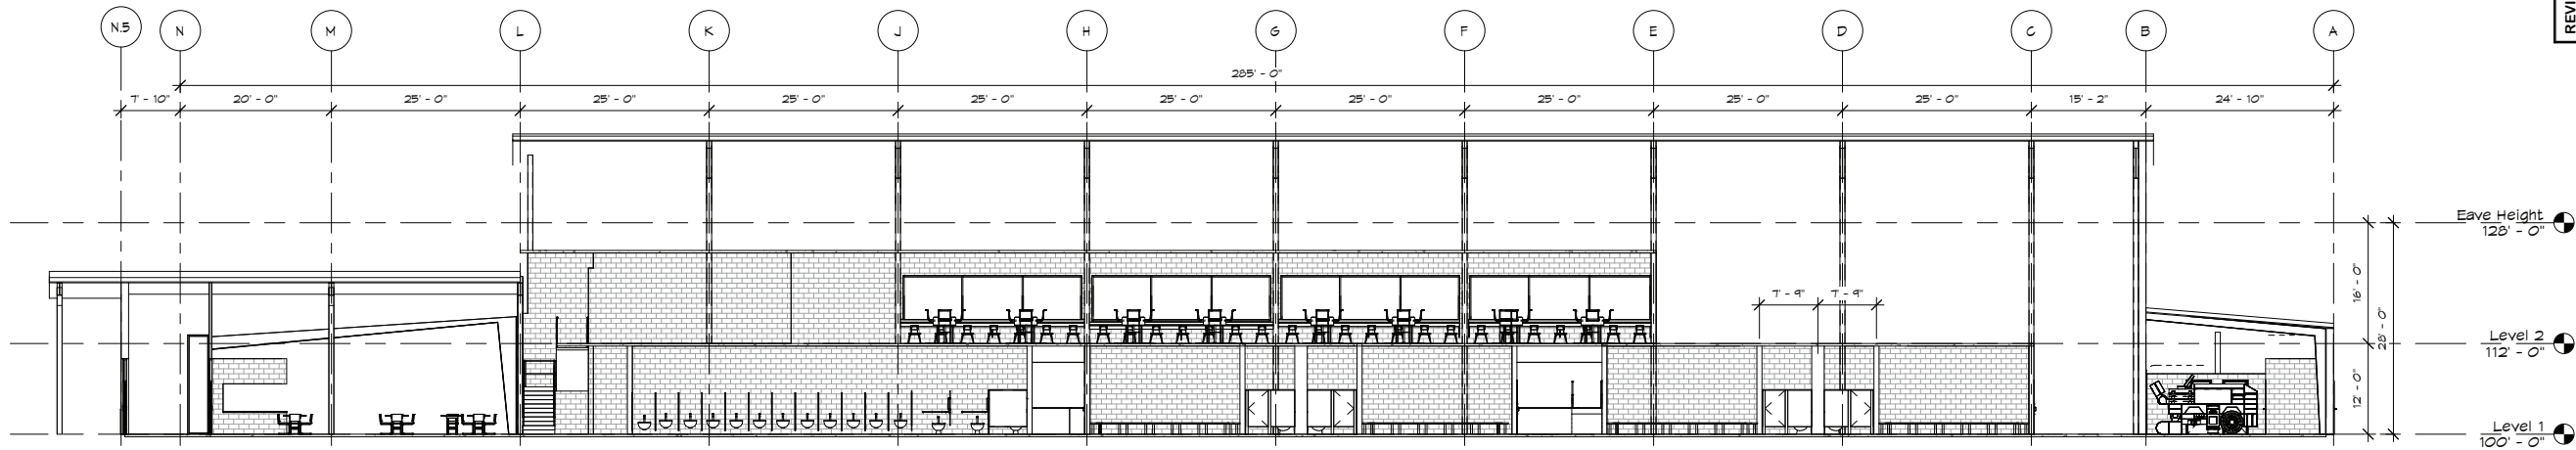 REVI
N.5 N M L K J H G F E D C B A
285' - 0"
7' - 10" 20' - 0" 25' - 0" 25' - 0" 25' - 0" 25' - 0" 25' - 0" 25' - 0" 25' - 0" 25' - 0" 25' - 0" 15' - 2" 24' - 10"
Eave Height
128' - 0"
16' - 0"
28' - 0"
7' - 9" 7' - 9"
Level 2
112' - 0"
12' - 0"
Level 1
100' - 0"